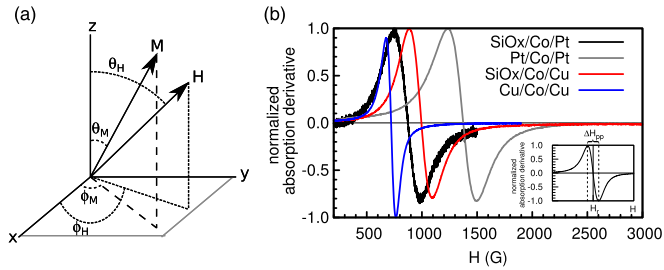 (a)
z
M
H
θH
θM
y
ϕM
ϕH
x
(b)
normalized
absorption derivative
1.0
0.5
0.0
-0.5
-1.0
SiOx/Co/Pt
Pt/Co/Pt
SiOx/Co/Cu
Cu/Co/Cu
ΔHpp
normalized
absorption derivative
1.0
0.5
0.0
-0.5
-1.0
Hr
H
500 1000 1500 2000 2500 3000
H (G)